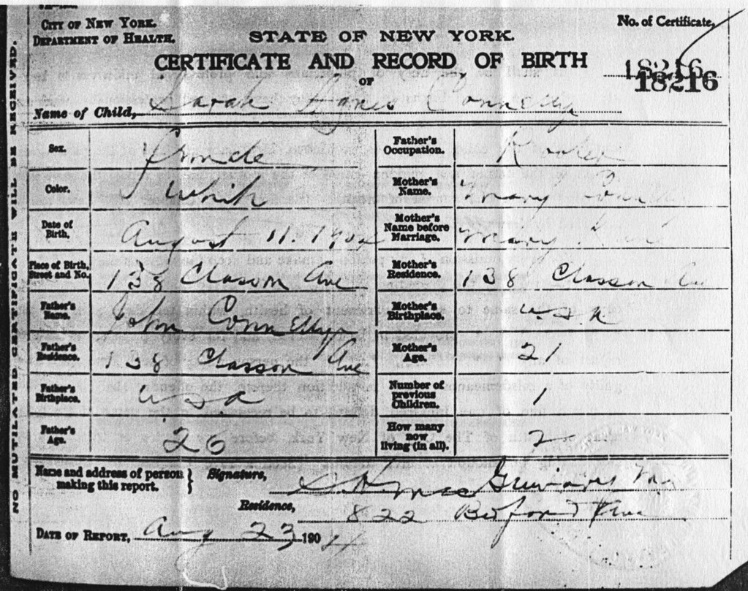 CITY OF NEW YORK.
DEPARTMENT OF HEALTH.
STATE OF NEW YORK.
No. of Certificate,
CERTIFICATE AND RECORD OF BIRTH
OF
18216
18216
Name of Child, Sarah Agnes Connelly
Sex. Female
Father's Occupation.
Color. White
Mother's Name. Mary
Date of Birth. August 11. 1904
Mother's Name before Marriage. Mary
Place of Birth, Street and No. 138 Classon Ave
Mother's Residence. 138 Classon Av
Father's Name. John Connelly
Mother's Birthplace. U.S.A
Father's Residence. 138 Classon Ave
Mother's Age. 21
Father's Birthplace. U S A
Number of previous Children. 1
Father's Age. 26
How many now living (in all). 2
Name and address of person making this report. } Signature,
Residence, 822 Bedford Ave
DATE OF REPORT, Aug 23, 1904
NO MUTILATED CERTIFICATE WILL BE RECEIVED.